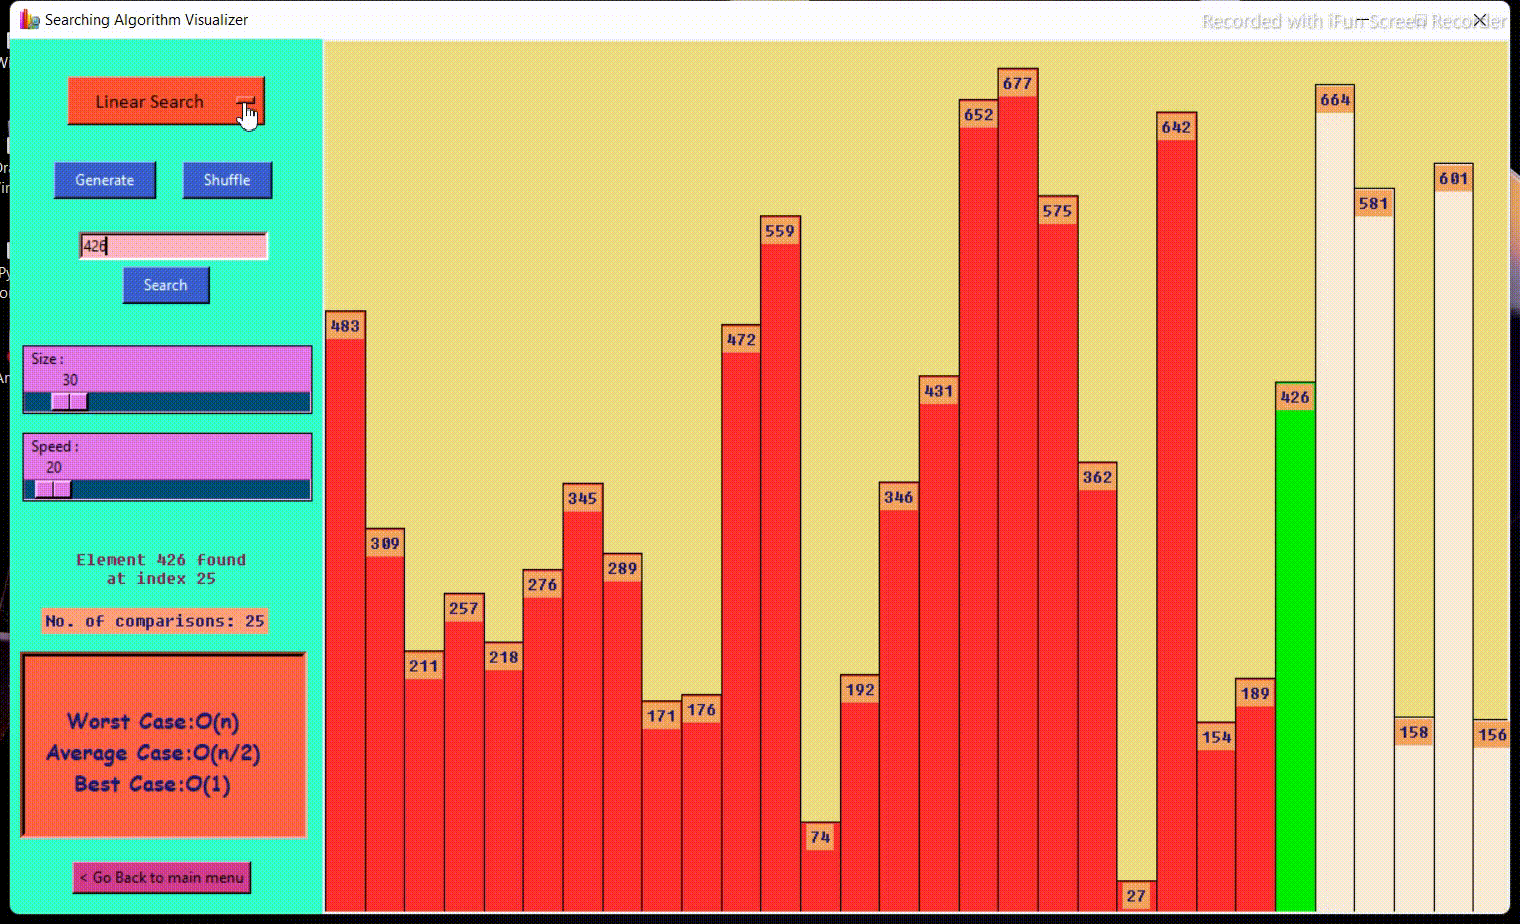 Searching Algorithm Visualizer
Recorded with iFun Screen Recorder
Linear Search
Generate
Shuffle
426
Search
Size :
30
Speed :
20
Element 426 found
at index 25
No. of comparisons: 25
Worst Case:O(n)
Average Case:O(n/2)
Best Case:O(1)
< Go Back to main menu
483
309
211
257
218
276
345
289
171
176
472
559
74
192
346
431
652
677
575
362
27
642
154
189
426
664
581
158
601
156